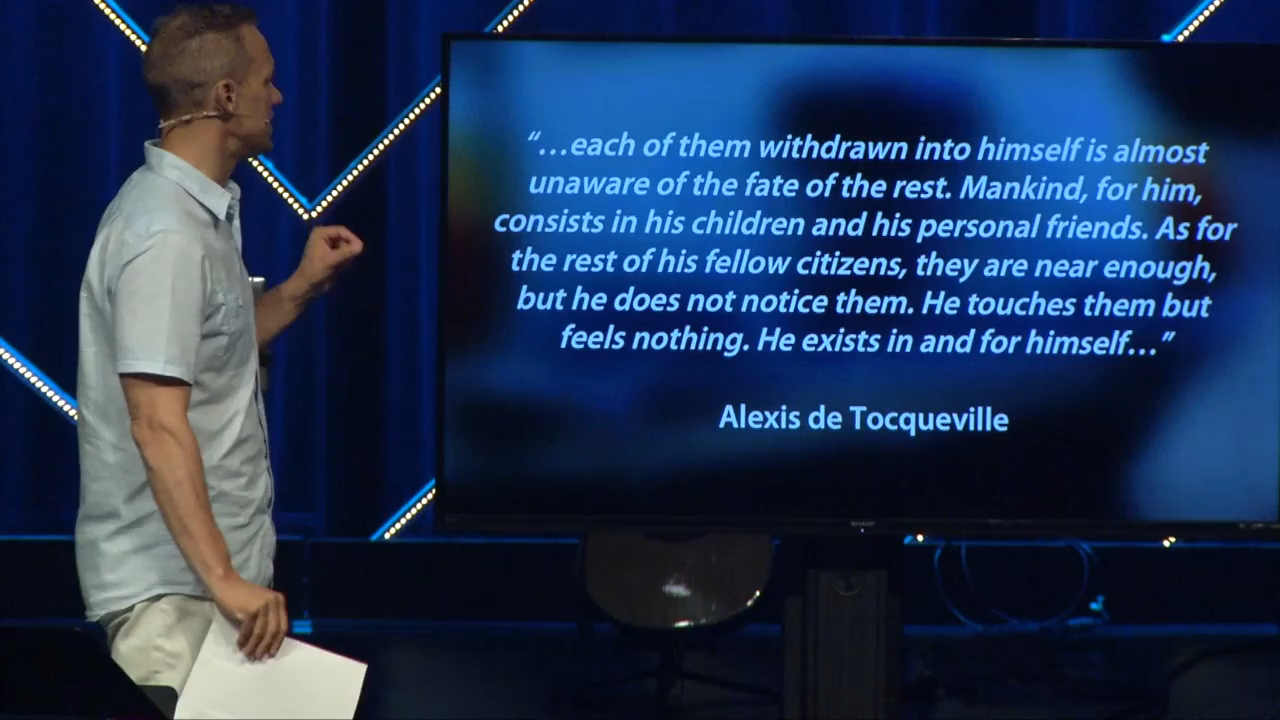 “…each of them withdrawn into himself is almost
unaware of the fate of the rest. Mankind, for him,
consists in his children and his personal friends. As for
the rest of his fellow citizens, they are near enough,
but he does not notice them. He touches them but
feels nothing. He exists in and for himself…”
Alexis de Tocqueville
SHARP